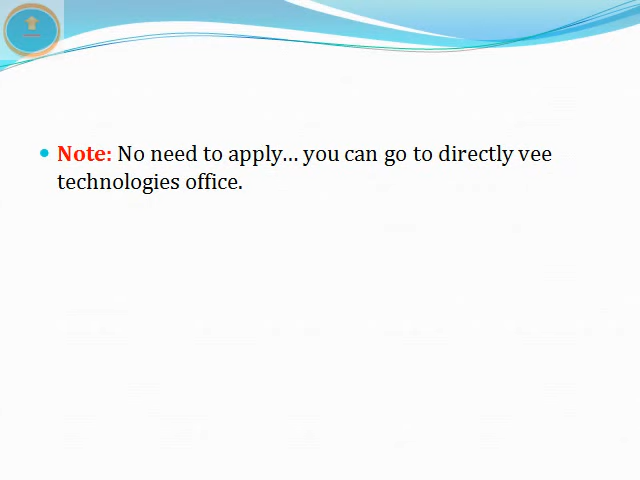 Note: No need to apply... you can go to directly vee
technologies office.